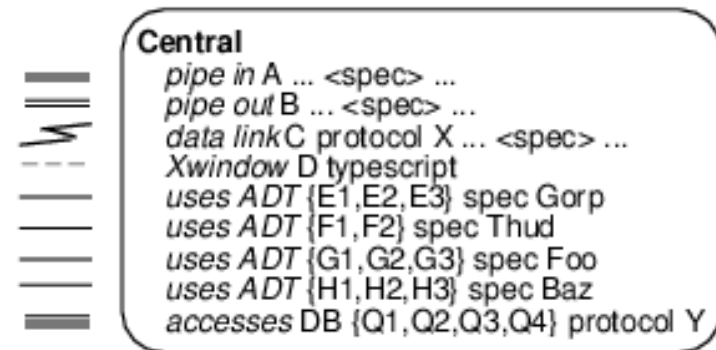 Central
pipe in A ... <spec> ...
pipe out B ... <spec> ...
data link C protocol X ... <spec> ...
Xwindow D typescript
uses ADT {E1,E2,E3} spec Gorp
uses ADT {F1,F2} spec Thud
uses ADT {G1,G2,G3} spec Foo
uses ADT {H1,H2,H3} spec Baz
accesses DB {Q1,Q2,Q3,Q4} protocol Y